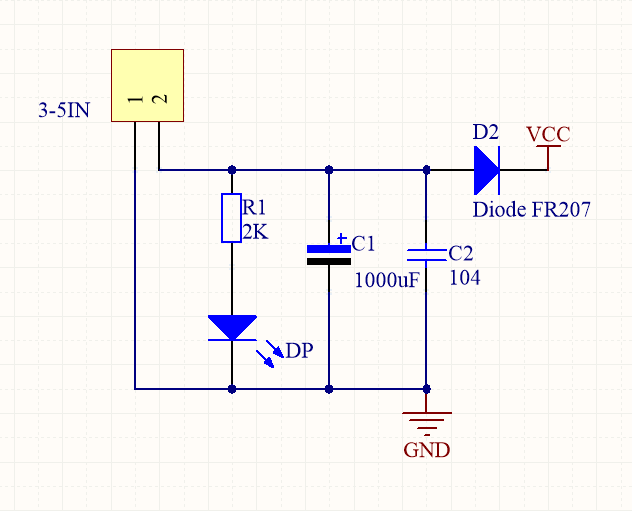 1
2
3-5IN
D2
VCC
Diode FR207
R1
2K
+
C1
1000uF
C2
104
DP
GND